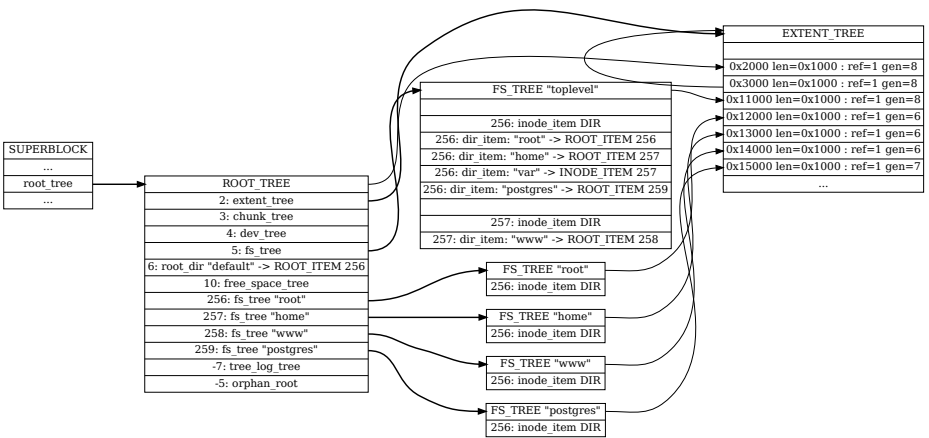 SUPERBLOCK
...
root_tree
...
ROOT_TREE
2: extent_tree
3: chunk_tree
4: dev_tree
5: fs_tree
6: root_dir "default" -> ROOT_ITEM 256
10: free_space_tree
256: fs_tree "root"
257: fs_tree "home"
258: fs_tree "www"
259: fs_tree "postgres"
-7: tree_log_tree
-5: orphan_root
FS_TREE "toplevel"
256: inode_item DIR
256: dir_item: "root" -> ROOT_ITEM 256
256: dir_item: "home" -> ROOT_ITEM 257
256: dir_item: "var" -> INODE_ITEM 257
256: dir_item: "postgres" -> ROOT_ITEM 259
257: inode_item DIR
257: dir_item: "www" -> ROOT_ITEM 258
FS_TREE "root"
256: inode_item DIR
FS_TREE "home"
256: inode_item DIR
FS_TREE "www"
256: inode_item DIR
FS_TREE "postgres"
256: inode_item DIR
EXTENT_TREE
0x2000 len=0x1000 : ref=1 gen=8
0x3000 len=0x1000 : ref=1 gen=8
0x11000 len=0x1000 : ref=1 gen=8
0x12000 len=0x1000 : ref=1 gen=6
0x13000 len=0x1000 : ref=1 gen=6
0x14000 len=0x1000 : ref=1 gen=6
0x15000 len=0x1000 : ref=1 gen=7
...